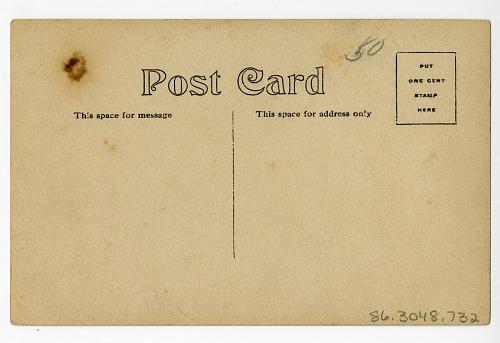 50
Post Card
PUT
ONE CENT
STAMP
HERE
This space for message
This space for address only
86.3048.732